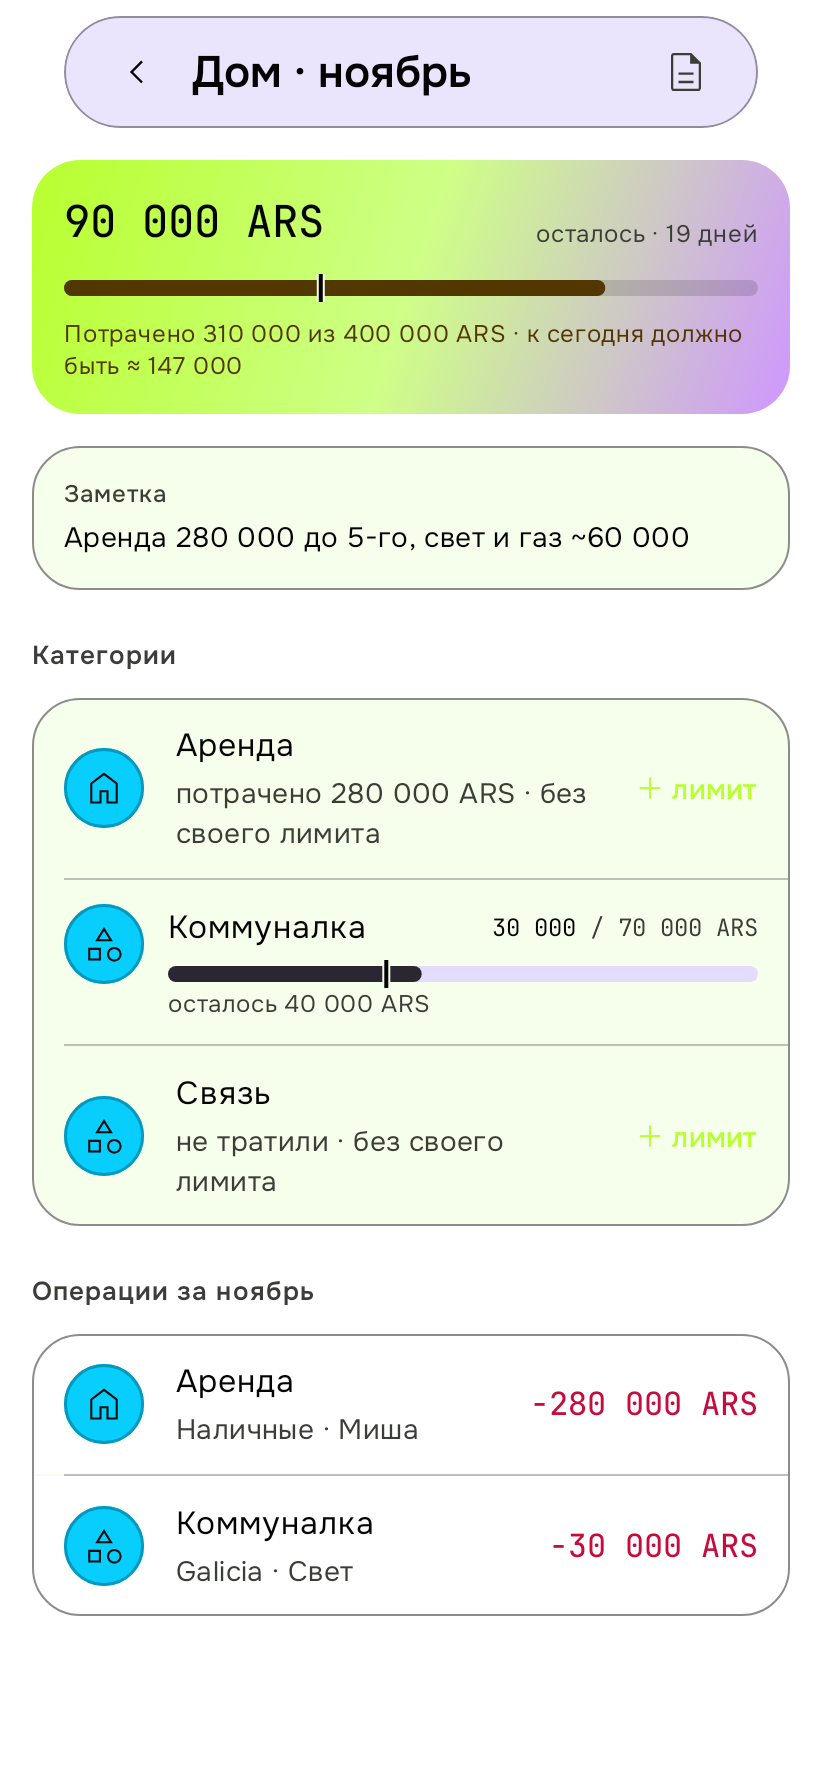 Дом · ноябрь
90 000 ARS
осталось · 19 дней
Потрачено 310 000 из 400 000 ARS · к сегодня должно
быть ≈ 147 000
Заметка
Аренда 280 000 до 5-го, свет и газ ~60 000
Категории
Аренда
потрачено 280 000 ARS · без
своего лимита
+ лимит
Коммуналка
30 000 / 70 000 ARS
осталось 40 000 ARS
Связь
не тратили · без своего
лимита
+ лимит
Операции за ноябрь
Аренда
Наличные · Миша
-280 000 ARS
Коммуналка
Galicia · Свет
-30 000 ARS